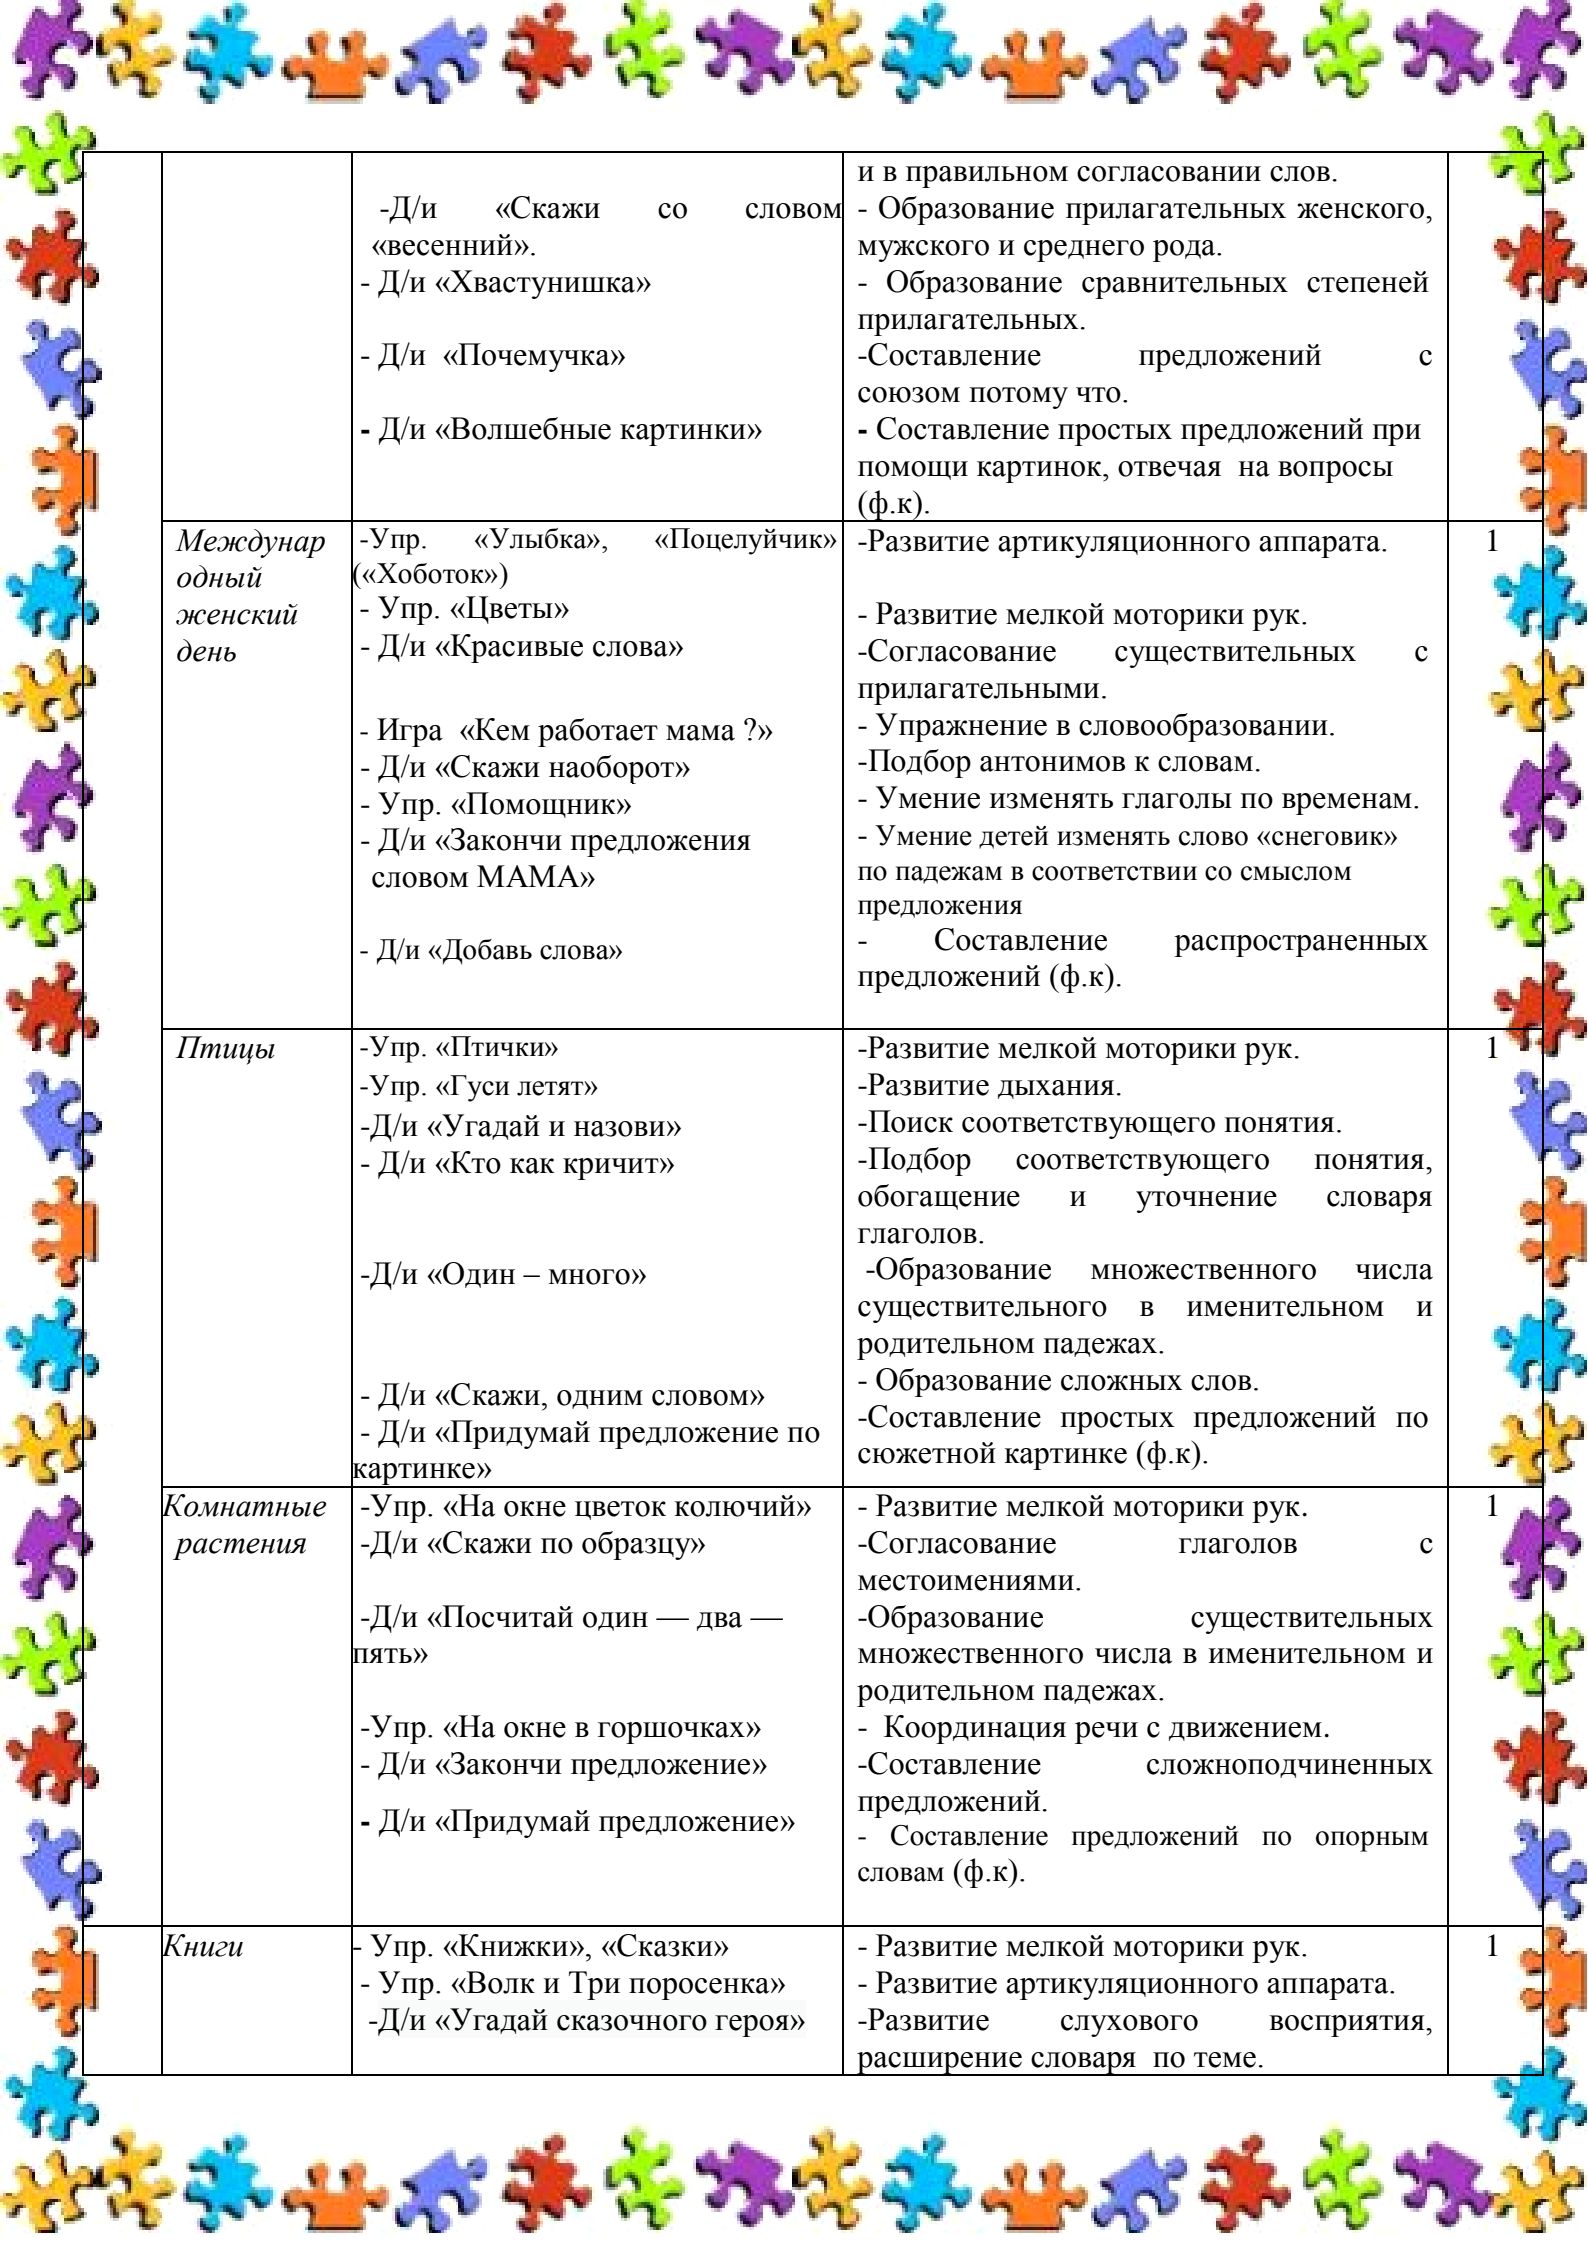 и в правильном согласовании слов.
-Д/и «Скажи со словом
«весенний».
- Д/и «Хвастунишка»
- Д/и «Почемучка»
- Д/и «Волшебные картинки»
- Образование прилагательных женского,
мужского и среднего рода.
- Образование сравнительных степеней
прилагательных.
-Составление предложений с
союзом потому что.
- Составление простых предложений при
помощи картинок, отвечая на вопросы
(ф.к).
Междунар
одный
женский
день
-Упр. «Улыбка», «Поцелуйчик»
(«Хоботок»)
- Упр. «Цветы»
- Д/и «Красивые слова»
- Игра «Кем работает мама ?»
- Д/и «Скажи наоборот»
- Упр. «Помощник»
- Д/и «Закончи предложения
словом МАМА»
- Д/и «Добавь слова»
-Развитие артикуляционного аппарата.
- Развитие мелкой моторики рук.
-Согласование существительных с
прилагательными.
- Упражнение в словообразовании.
-Подбор антонимов к словам.
- Умение изменять глаголы по временам.
- Умение детей изменять слово «снеговик»
по падежам в соответствии со смыслом
предложения
- Составление распространенных
предложений (ф.к).
1
Птицы
-Упр. «Птички»
-Упр. «Гуси летят»
-Д/и «Угадай и назови»
- Д/и «Кто как кричит»
-Д/и «Один – много»
- Д/и «Скажи, одним словом»
- Д/и «Придумай предложение по
картинке»
-Развитие мелкой моторики рук.
-Развитие дыхания.
-Поиск соответствующего понятия.
-Подбор соответствующего понятия,
обогащение и уточнение словаря
глаголов.
-Образование множественного числа
существительного в именительном и
родительном падежах.
- Образование сложных слов.
-Составление простых предложений по
сюжетной картинке (ф.к).
1
Комнатные
растения
-Упр. «На окне цветок колючий»
-Д/и «Скажи по образцу»
-Д/и «Посчитай один — два —
пять»
-Упр. «На окне в горшочках»
- Д/и «Закончи предложение»
- Д/и «Придумай предложение»
- Развитие мелкой моторики рук.
-Согласование глаголов с
местоимениями.
-Образование существительных
множественного числа в именительном и
родительном падежах.
- Координация речи с движением.
-Составление сложноподчиненных
предложений.
- Составление предложений по опорным
словам (ф.к).
1
Книги
- Упр. «Книжки», «Сказки»
- Упр. «Волк и Три поросенка»
-Д/и «Угадай сказочного героя»
- Развитие мелкой моторики рук.
- Развитие артикуляционного аппарата.
-Развитие слухового восприятия,
расширение словаря по теме.
1